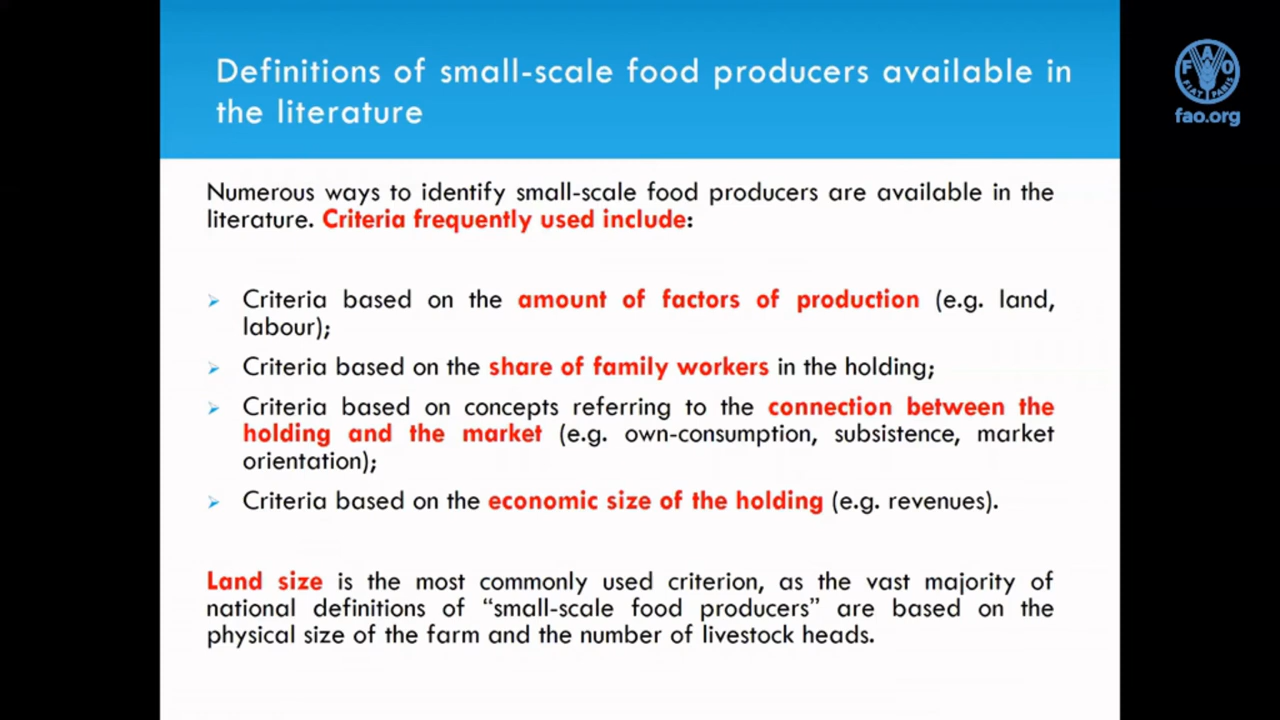 Definitions of small-scale food producers available in
the literature
FAO
FIAT PANIS
fao.org
Numerous ways to identify small-scale food producers are available in the
literature. Criteria frequently used include:
Criteria based on the amount of factors of production (e.g. land,
labour);
Criteria based on the share of family workers in the holding;
Criteria based on concepts referring to the connection between the
holding and the market (e.g. own-consumption, subsistence, market
orientation);
Criteria based on the economic size of the holding (e.g. revenues).
Land size is the most commonly used criterion, as the vast majority of
national definitions of “small-scale food producers” are based on the
physical size of the farm and the number of livestock heads.